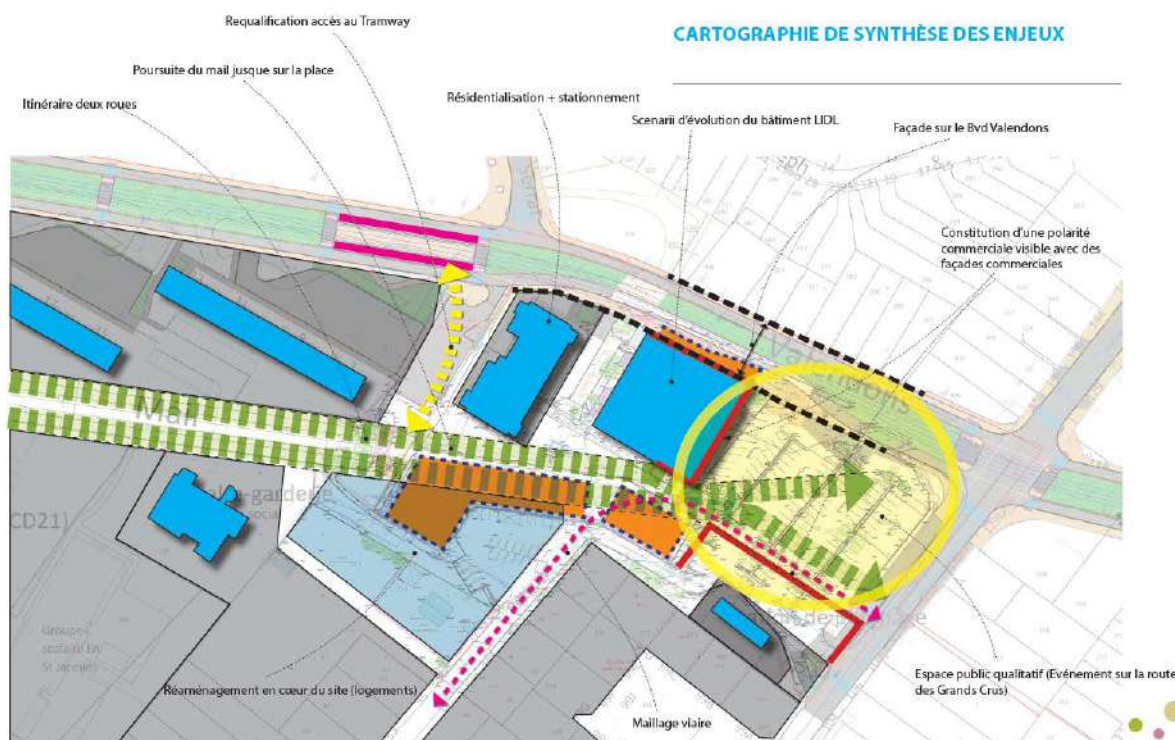 CARTOGRAPHIE DE SYNTHÈSE DES ENJEUX
Requalification accès au Tramway
Poursuite du mail jusque sur la place
Itinéraire deux roues
Résidentialisation + stationnement
Scenarii d'évolution du bâtiment LIDL
Façade sur le Bvd Valendons
Constitution d'une polarité
commerciale visible avec des
façades commerciales
Mail
CD21)
Groupe
scolaire En
St Jacques
Réaménagement en cœur du site (logements)
Maillage viaire
Espace public qualitatif (Evénement sur la route
des Grands Crus)